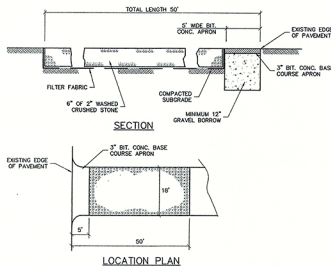 TOTAL LENGTH 50'
5' WIDE BIT.
CONC. APRON
EXISTING EDGE
OF PAVEMENT
3" BIT. CONC. BASE
COURSE APRON
FILTER FABRIC
COMPACTED
SUBGRADE
6" OF 2" WASHED
CRUSHED STONE
MINIMUM 12"
GRAVEL BORROW
SECTION
3" BIT. CONC. BASE
COURSE APRON
EXISTING EDGE
OF PAVEMENT
18'
5'
50'
LOCATION PLAN